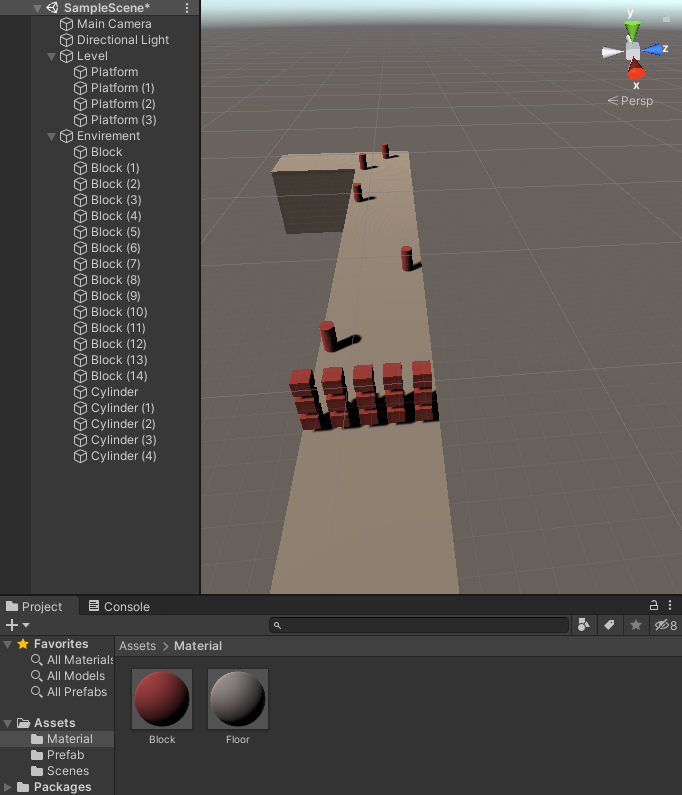 SampleScene*
Main Camera
Directional Light
Level
Platform
Platform (1)
Platform (2)
Platform (3)
Envirement
Block
Block (1)
Block (2)
Block (3)
Block (4)
Block (5)
Block (6)
Block (7)
Block (8)
Block (9)
Block (10)
Block (11)
Block (12)
Block (13)
Block (14)
Cylinder
Cylinder (1)
Cylinder (2)
Cylinder (3)
Cylinder (4)
y
z
x
Persp
Project
Console
8
Favorites
All Materials
All Models
All Prefabs
Assets
Material
Prefab
Scenes
Packages
Assets > Material
Block
Floor